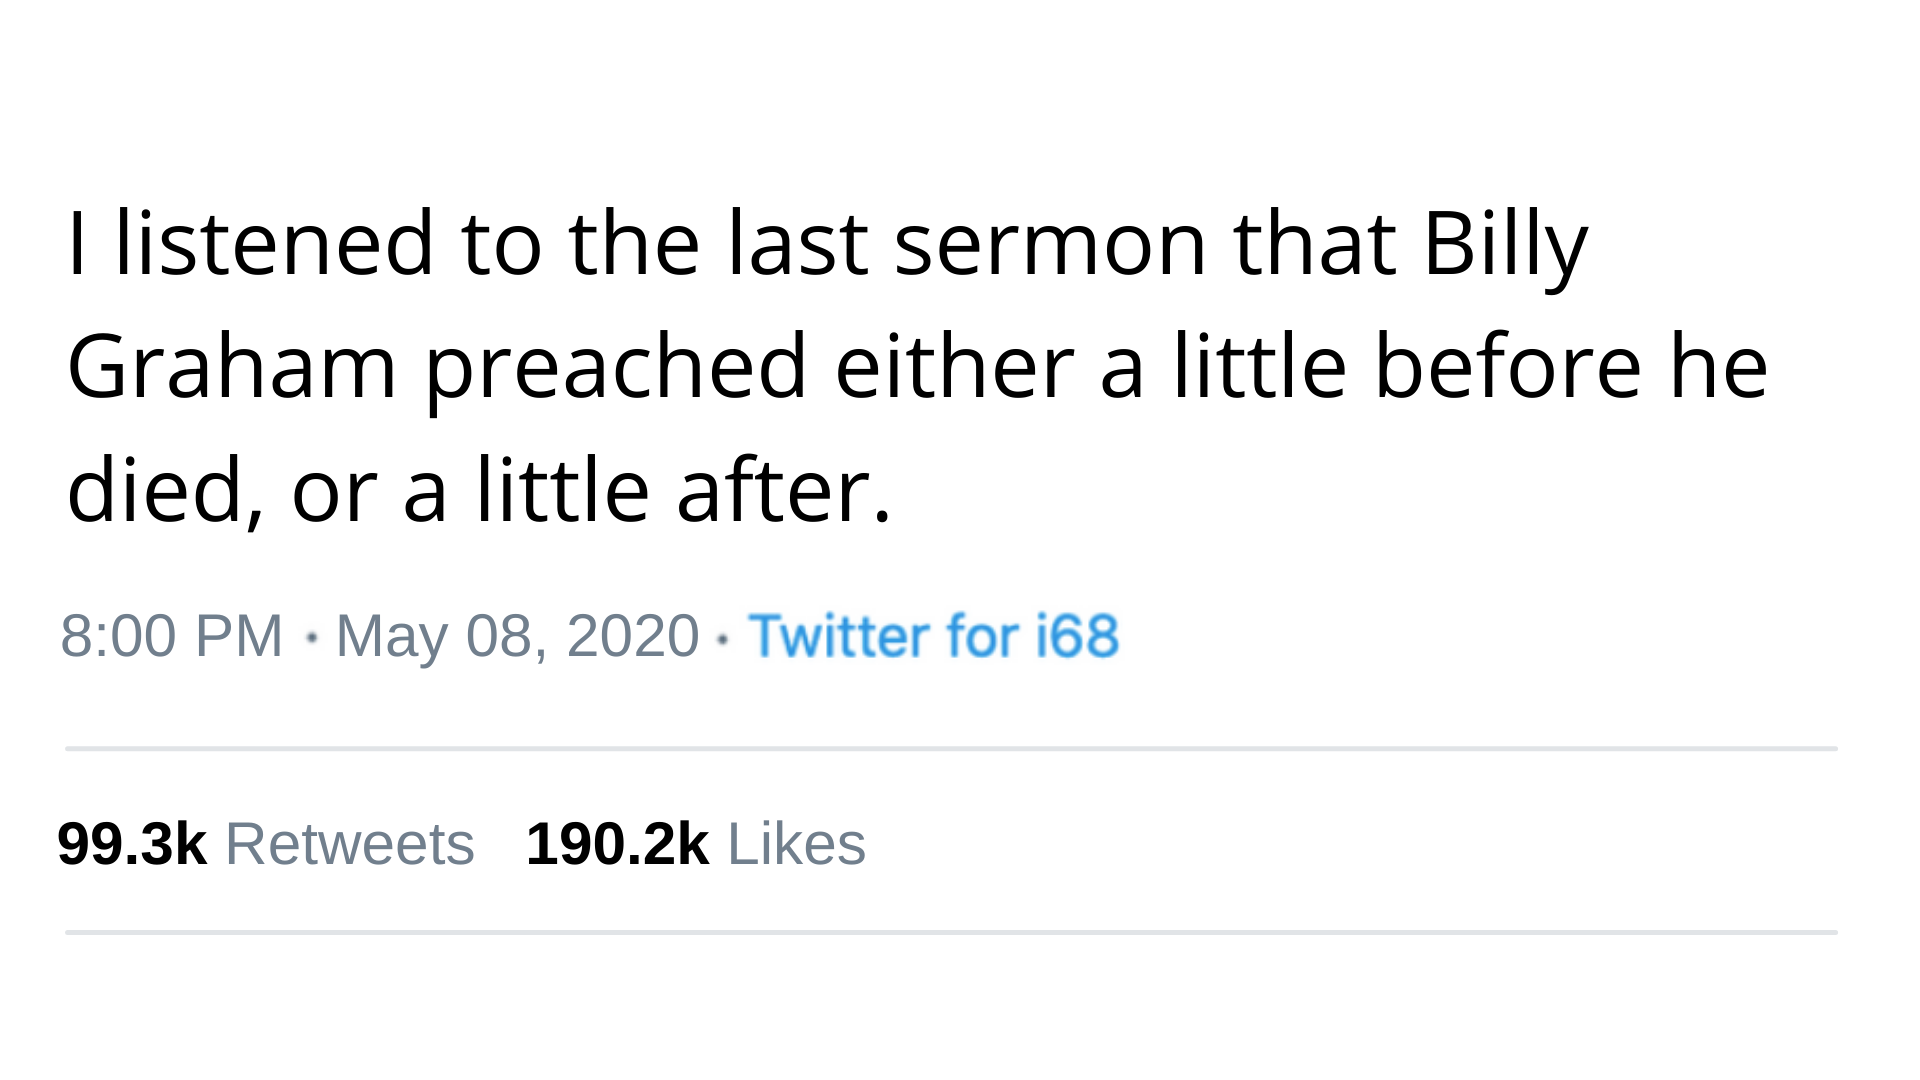 I listened to the last sermon that Billy
Graham preached either a little before he
died, or a little after.
8:00 PM · May 08, 2020 · Twitter for i68
99.3k Retweets 190.2k Likes